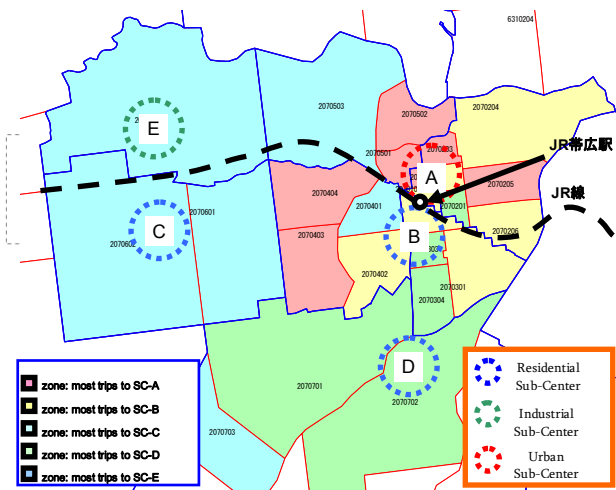 6310204
2070503
2070502
2070204
E
JR帯広駅
2070501
A
2070205
JR線
2070404
2070401
2070201
2070601
C
2070602
2070403
B
2070206
2070402
2070301
2070304
D
2070701
2070702
2070703
zone: most trips to SC-A
zone: most trips to SC-B
zone: most trips to SC-C
zone: most trips to SC-D
zone: most trips to SC-E
Residential
Sub-Center
Industrial
Sub-Center
Urban
Sub-Center